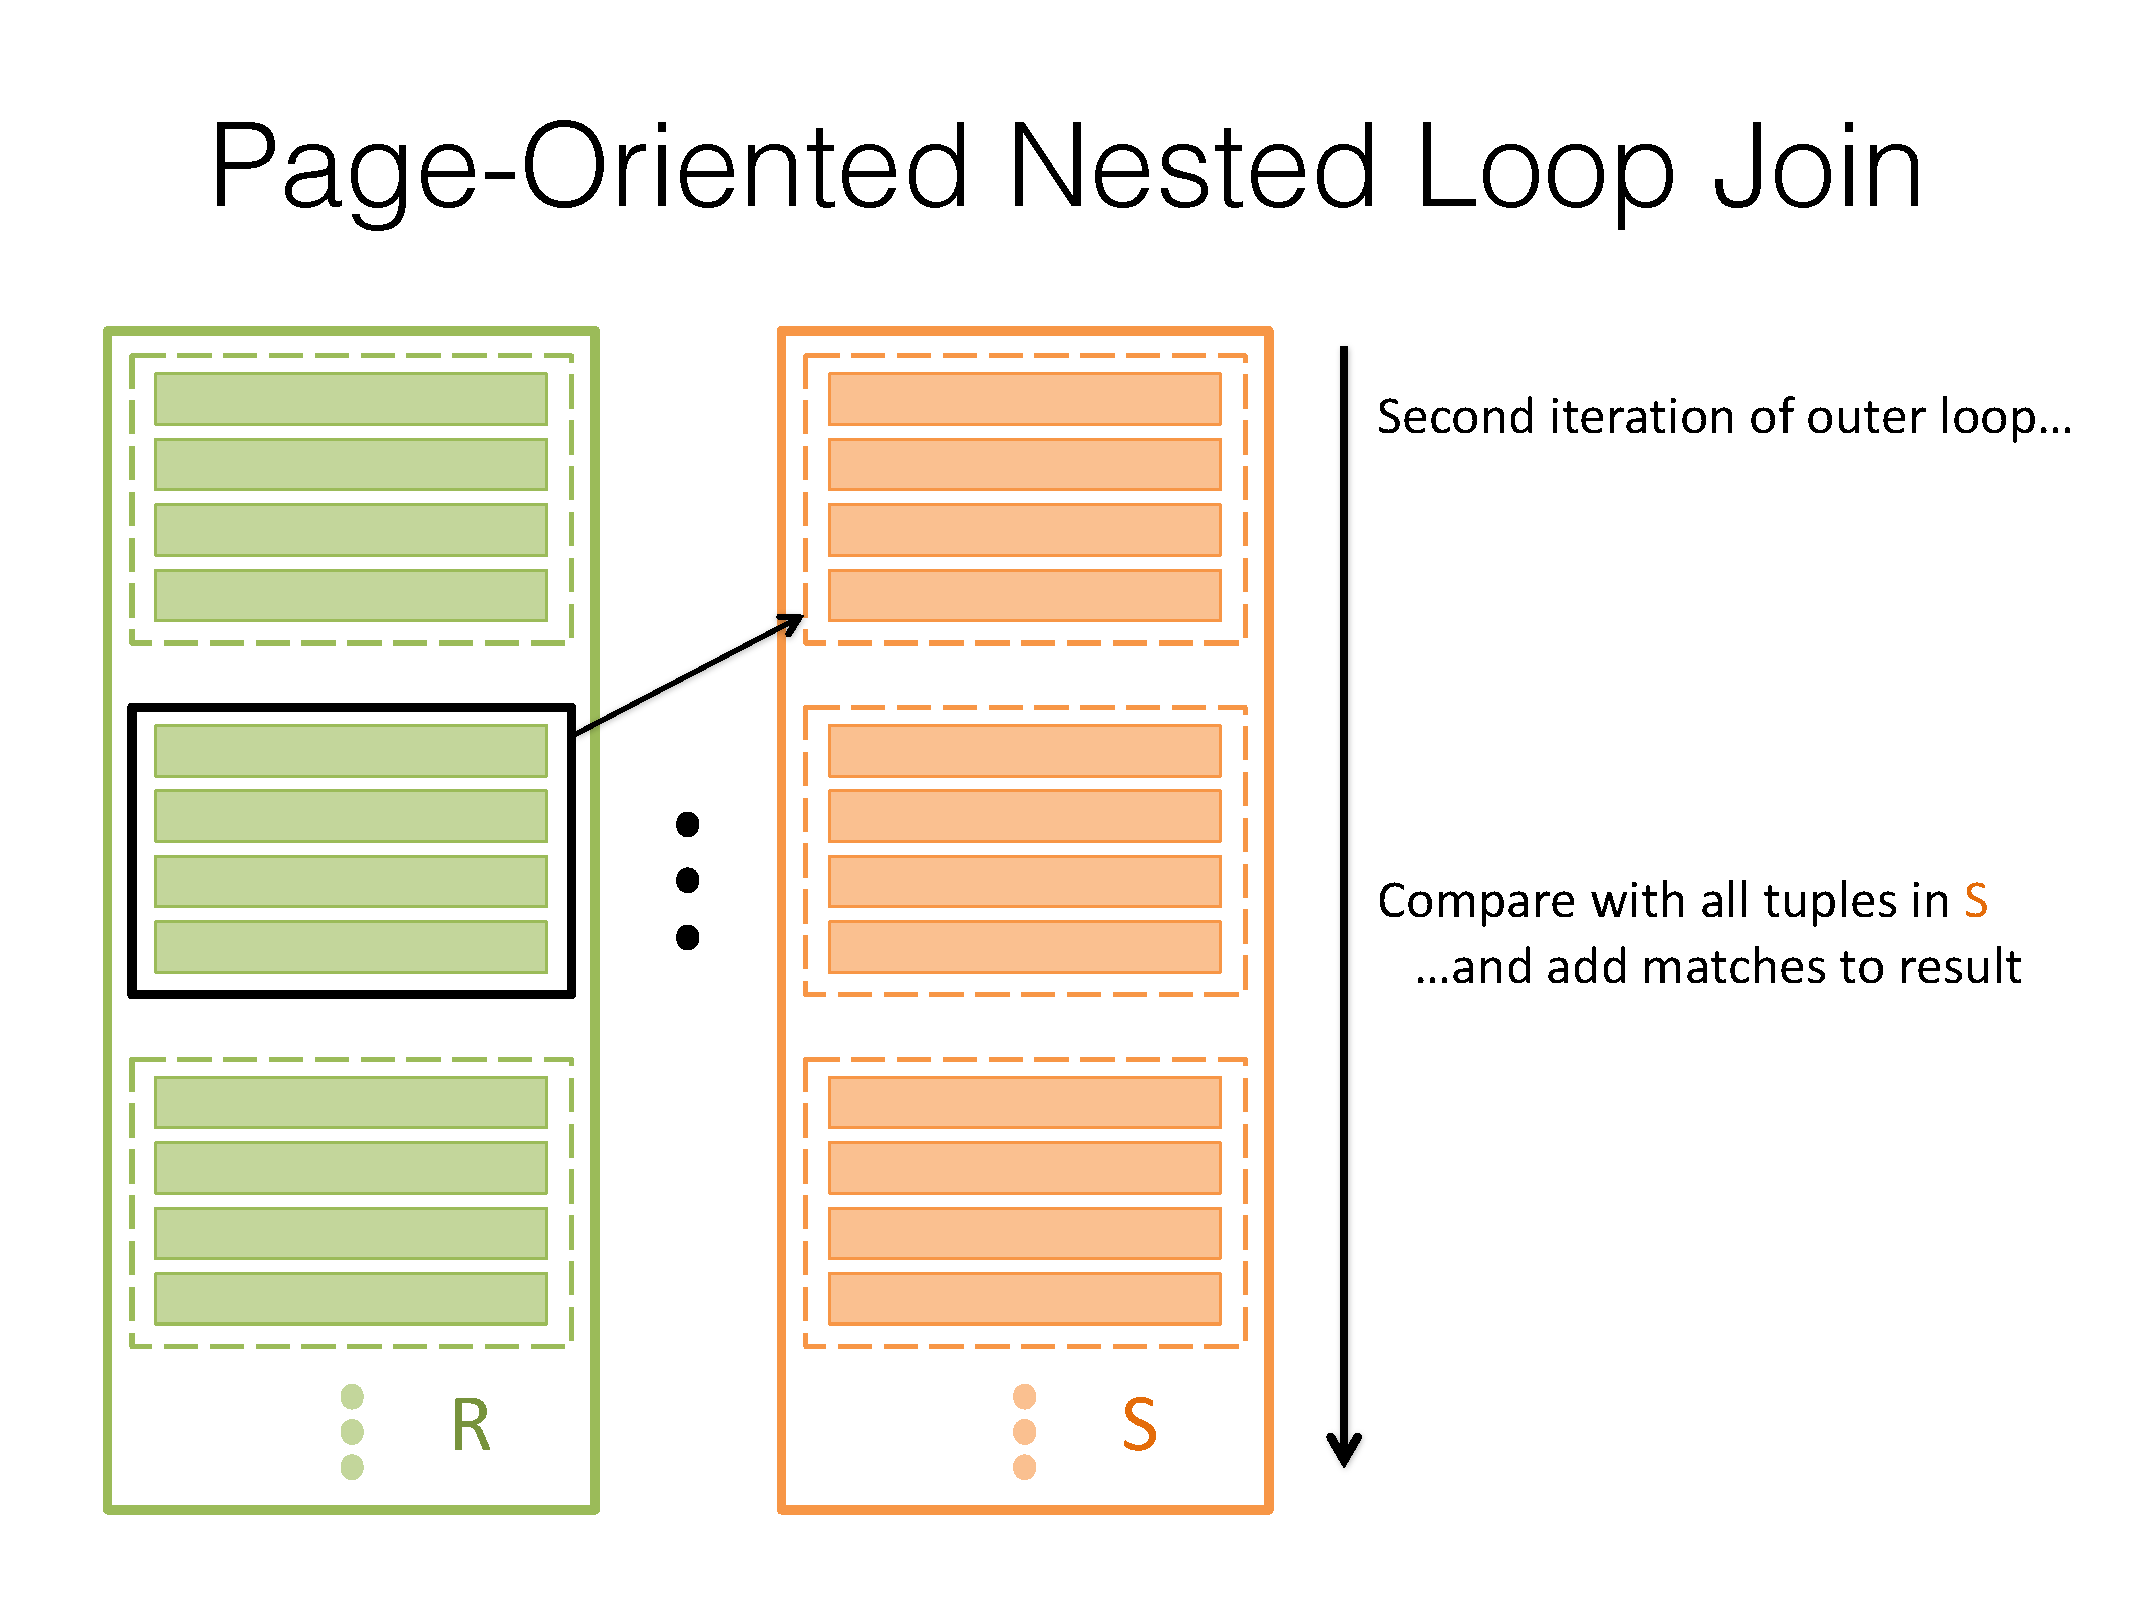 Page-Oriented Nested Loop Join
Second iteration of outer loop…
Compare with all tuples in S
…and add matches to result
R
S